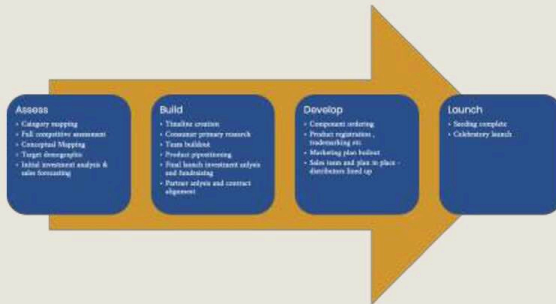 Assess
• Category mapping
• Full competitive assessment
• Conceptual Mapping
• Target demographic
• Initial investment analysis &
sales forecasting
Build
• Timeline creation
• Consumer primary research
• Team buildout
• Product
• Final launch investment anlysis
and fundraising
• Partner anlysis and contract
alignment
Develop
• Component ordering
• Product registration ,
trademarking etc
• Marketing plan
• Sales team and plan in place -
distributors lined up
Launch
• Seeding complete
• Celebratory launch